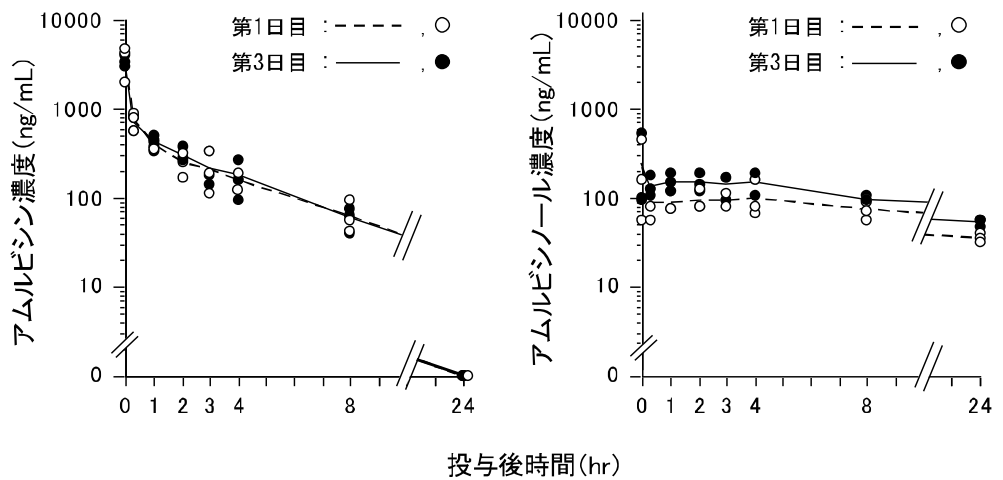 アムルビシン濃度(ng/mL)
10000
1000
100
10
0
第1日目 : , 
第3日目 : , 
0 1 2 3 4 8 24
アムルビシノール濃度(ng/mL)
10000
1000
100
10
0
第1日目 : , 
第3日目 : , 
0 1 2 3 4 8 24
投与後時間(hr)